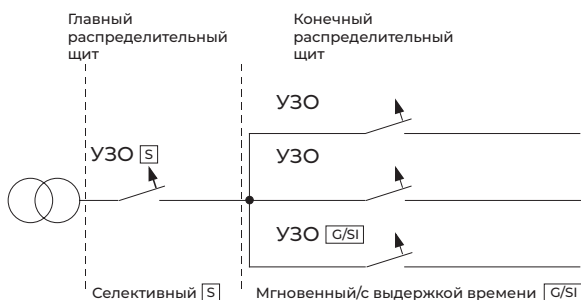 Главный
распределительный
щит
Конечный
распределительный
щит
УЗО
УЗО S
УЗО
УЗО G/SI
Селективный S
Мгновенный/с выдержкой времени G/SI